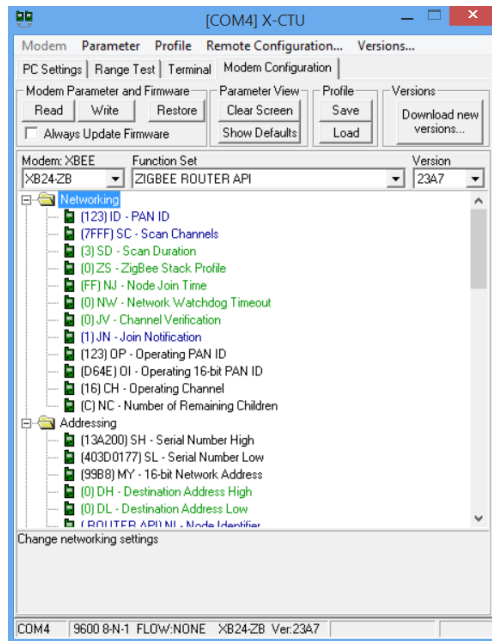 [COM4] X-CTU
Modem Parameter Profile Remote Configuration... Versions...
PC Settings Range Test Terminal Modem Configuration
Modem Parameter and Firmware Parameter View Profile Versions
Read Write Restore Clear Screen Save Download new versions...
Always Update Firmware Show Defaults Load
Modem: XBEE Function Set Version
XB24-ZB ZIGBEE ROUTER API 23A7
Networking
(123) ID - PAN ID
(7FFF) SC - Scan Channels
(3) SD - Scan Duration
(0) ZS - ZigBee Stack Profile
(FF) NJ - Node Join Time
(0) NW - Network Watchdog Timeout
(0) JV - Channel Verification
(1) JN - Join Notification
(123) OP - Operating PAN ID
(D64E) OI - Operating 16-bit PAN ID
(16) CH - Operating Channel
(C) NC - Number of Remaining Children
Addressing
(13A200) SH - Serial Number High
(403D0177) SL - Serial Number Low
(99B8) MY - 16-bit Network Address
(0) DH - Destination Address High
(0) DL - Destination Address Low
( ROUTER API) NI - Node Identifier
Change networking settings
COM4 9600 8-N-1 FLOW:NONE XB24-ZB Ver:23A7